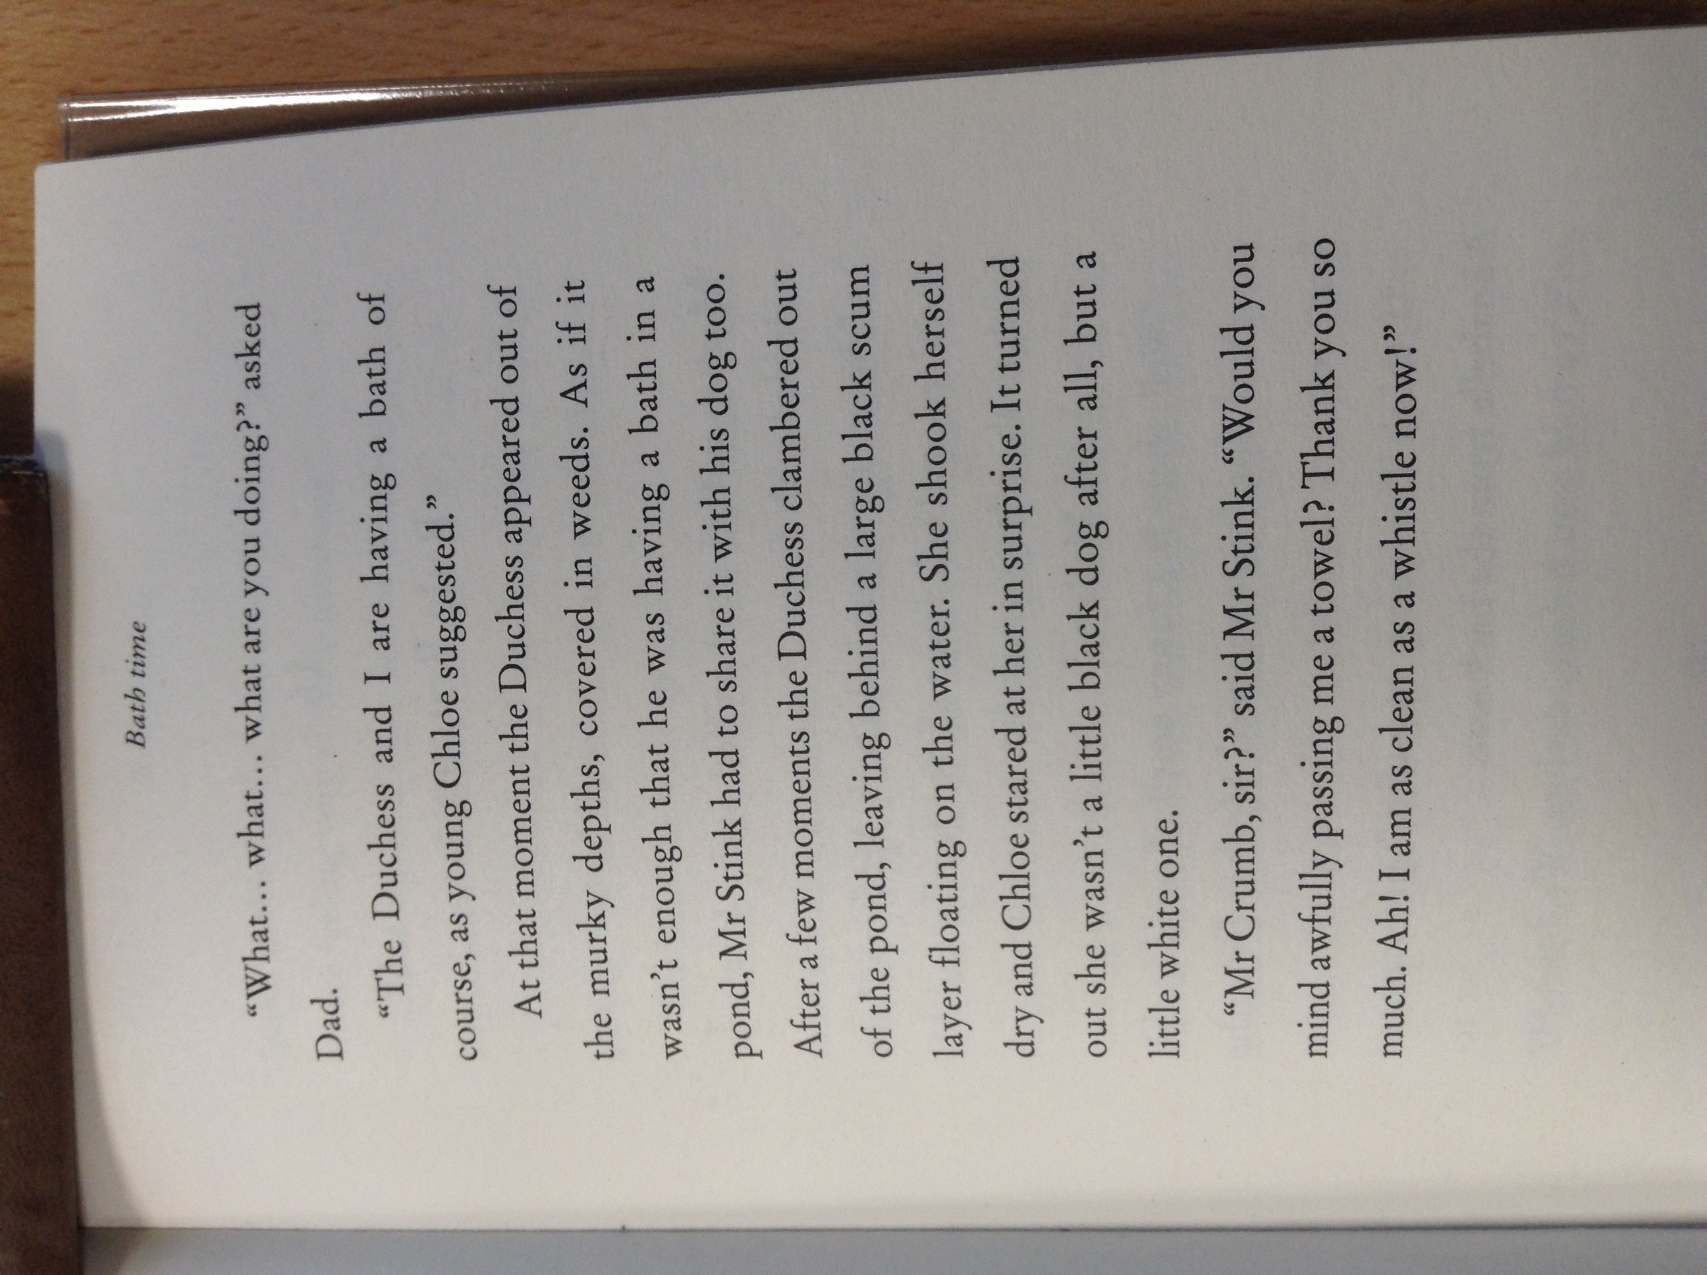 Bath time
“What... what... what are you doing?” asked
Dad.
“The Duchess and I are having a bath of
course, as young Chloe suggested.”
At that moment the Duchess appeared out of
the murky depths, covered in weeds. As if it
wasn’t enough that he was having a bath in a
pond, Mr Stink had to share it with his dog too.
After a few moments the Duchess clambered out
of the pond, leaving behind a large black scum
layer floating on the water. She shook herself
dry and Chloe stared at her in surprise. It turned
out she wasn’t a little black dog after all, but a
little white one.
“Mr Crumb, sir?” said Mr Stink. “Would you
mind awfully passing me a towel? Thank you so
much. Ah! I am as clean as a whistle now!”